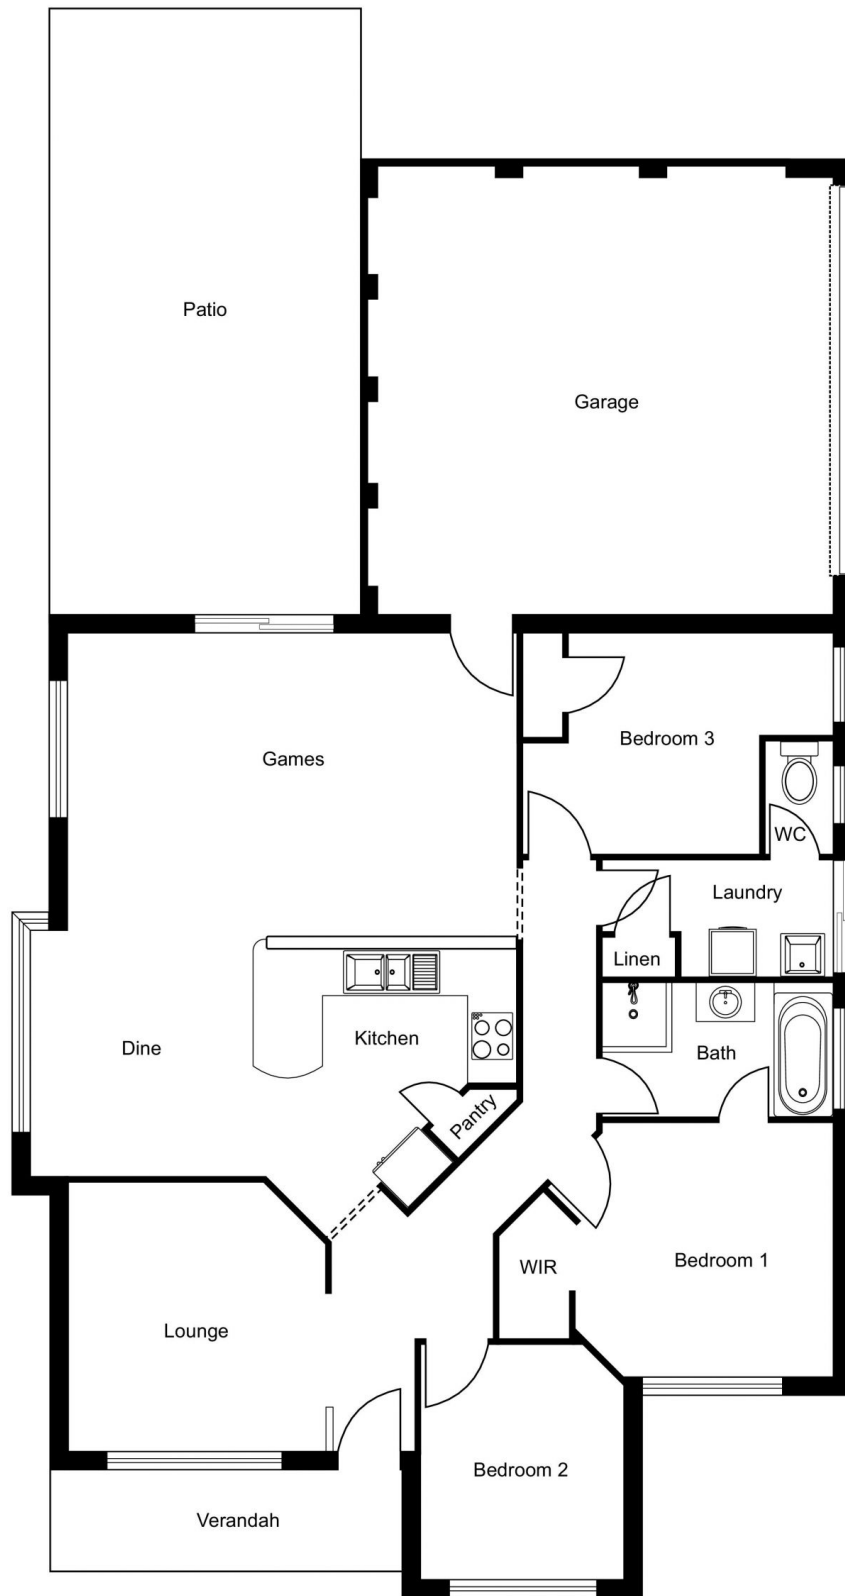 Patio
Garage
Games
Bedroom 3
WC
Laundry
Linen
Kitchen
Dine
Bath
Pantry
Bedroom 1
WIR
Lounge
Bedroom 2
Verandah